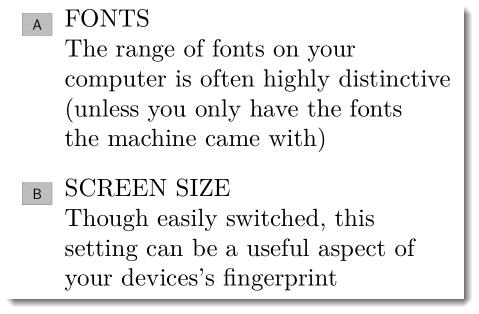 A FONTS
The range of fonts on your
computer is often highly distinctive
(unless you only have the fonts
the machine came with)
B SCREEN SIZE
Though easily switched, this
setting can be a useful aspect of
your devices's fingerprint